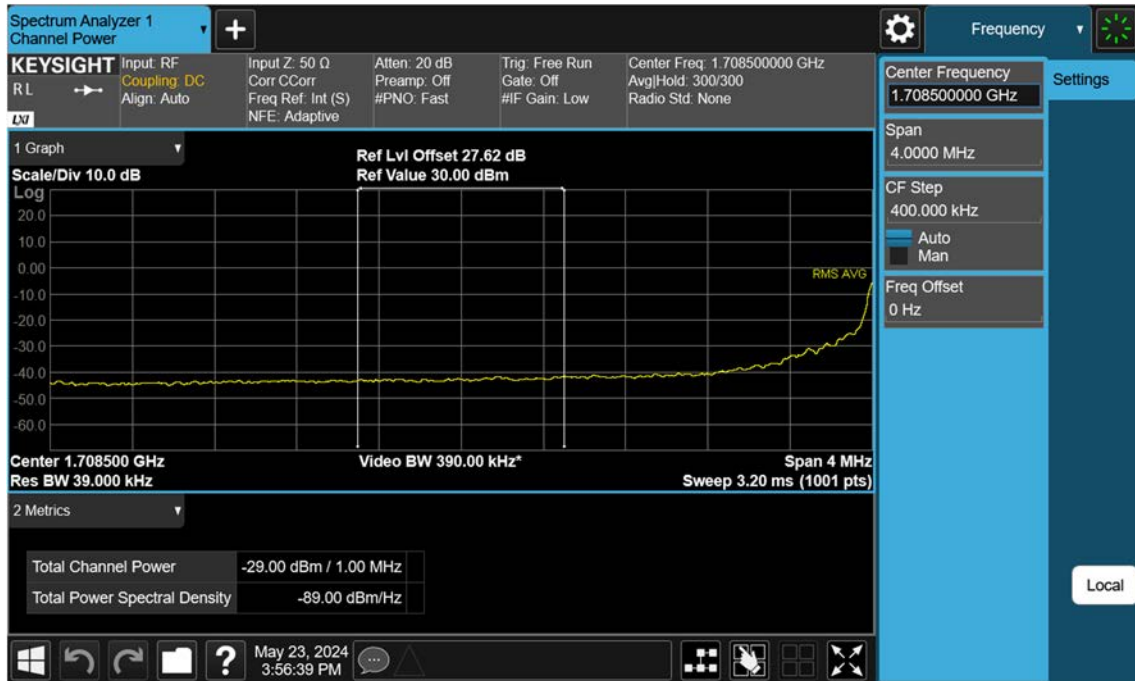 Spectrum Analyzer 1
Channel Power
Frequency
KEYSIGHT
R L
LXI
Input: RF
Coupling: DC
Align: Auto
Input Z: 50 Ω
Corr CCorr
Freq Ref: Int (S)
NFE: Adaptive
Atten: 20 dB
Preamp: Off
#PNO: Fast
Trig: Free Run
Gate: Off
#IF Gain: Low
Center Freq: 1.708500000 GHz
Avg|Hold: 300/300
Radio Std: None
Center Frequency
1.708500000 GHz
Settings
Span
4.0000 MHz
CF Step
400.000 kHz
Auto
Man
Freq Offset
0 Hz
Local
1 Graph
Scale/Div 10.0 dB
Ref Lvl Offset 27.62 dB
Ref Value 30.00 dBm
Log
20.0
10.0
0.00
-10.0
-20.0
-30.0
-40.0
-50.0
-60.0
RMS AVG
Center 1.708500 GHz
Video BW 390.00 kHz*
Span 4 MHz
Res BW 39.000 kHz
Sweep 3.20 ms (1001 pts)
2 Metrics
Total Channel Power -29.00 dBm / 1.00 MHz
Total Power Spectral Density -89.00 dBm/Hz
?
May 23, 2024
3:56:39 PM